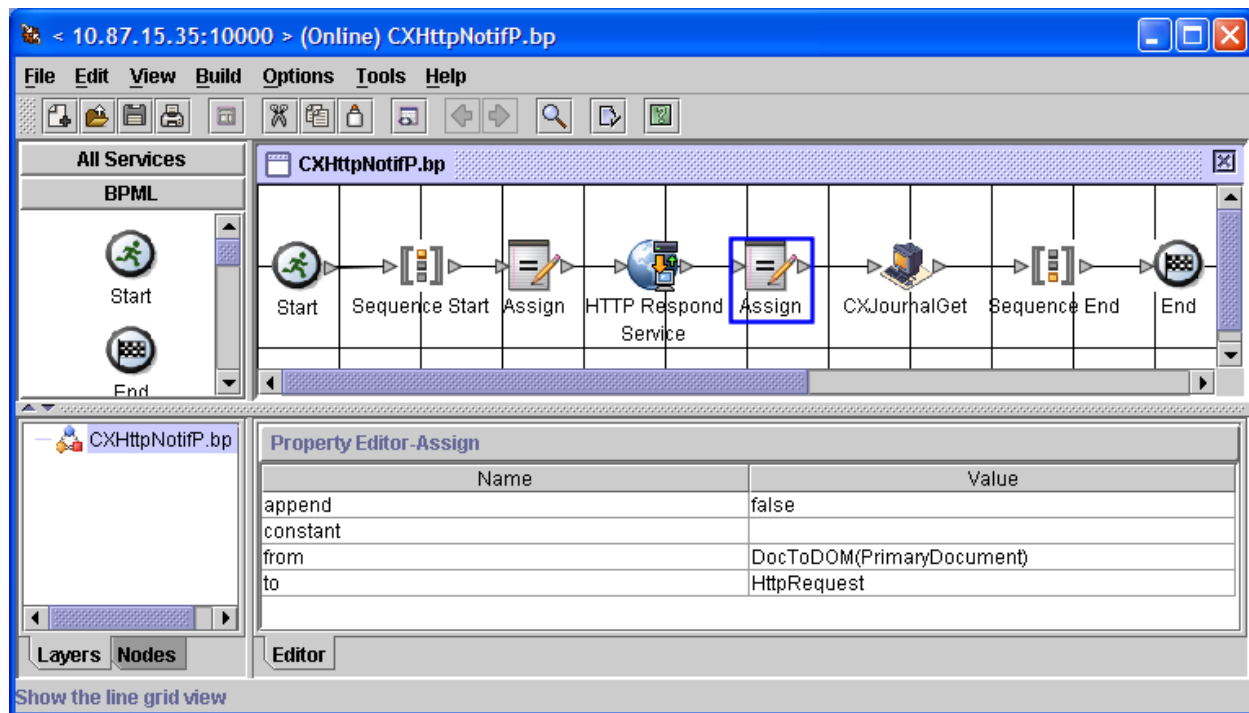 < 10.87.15.35:10000 > (Online) CXHttpNotifP.bp
File Edit View Build Options Tools Help
All Services
BPML
Start
End
CXHttpNotifP.bp
Start
Sequence Start
Assign
HTTP Respond
Service
Assign
CXJournalGet
Sequence End
End
CXHttpNotifP.bp
Property Editor-Assign
Name Value
append false
constant
from DocToDOM(PrimaryDocument)
to HttpRequest
Layers Nodes
Editor
Show the line grid view